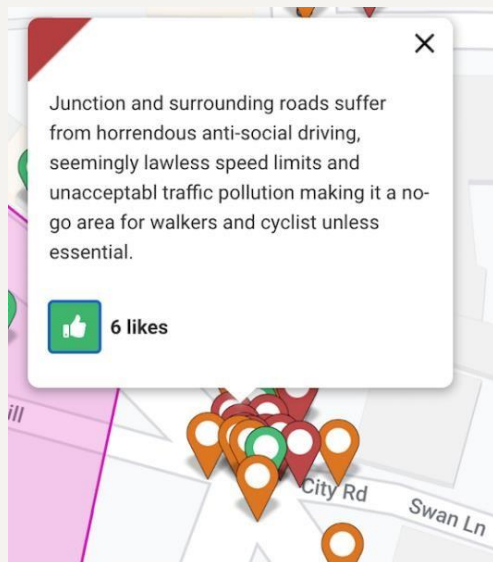 Junction and surrounding roads suffer
from horrendous anti-social driving,
seemingly lawless speed limits and
unacceptabl traffic pollution making it a no-
go area for walkers and cyclist unless
essential.
6 likes
ill
City Rd
Swan Ln